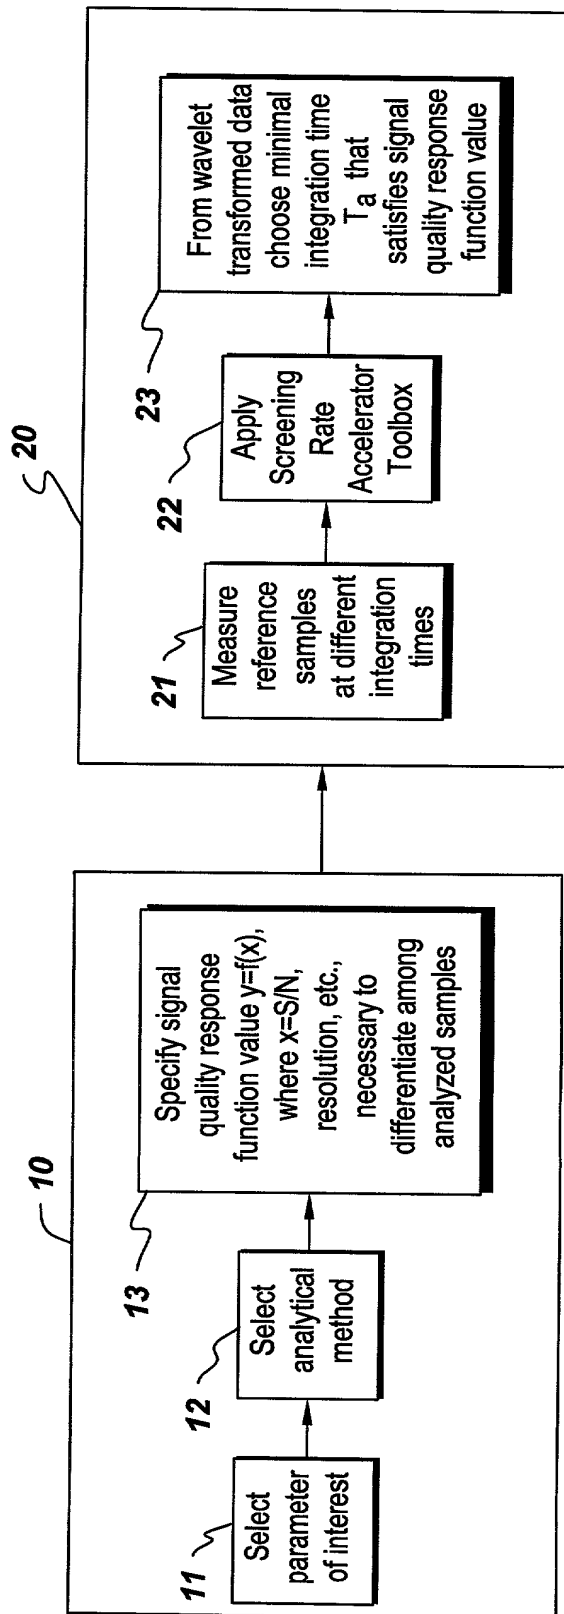 10
11
Select
parameter
of interest
12
Select
analytical
method
13
Specify signal
quality response
function value y=f(x),
where x=S/N,
resolution, etc.,
necessary to
differentiate among
analyzed samples
20
21
Measure
reference
samples
at different
integration
times
22
Apply
Screening
Rate
Accelerator
Toolbox
23
From wavelet
transformed data
choose minimal
integration time
Ta that
satisfies signal
quality response
function value